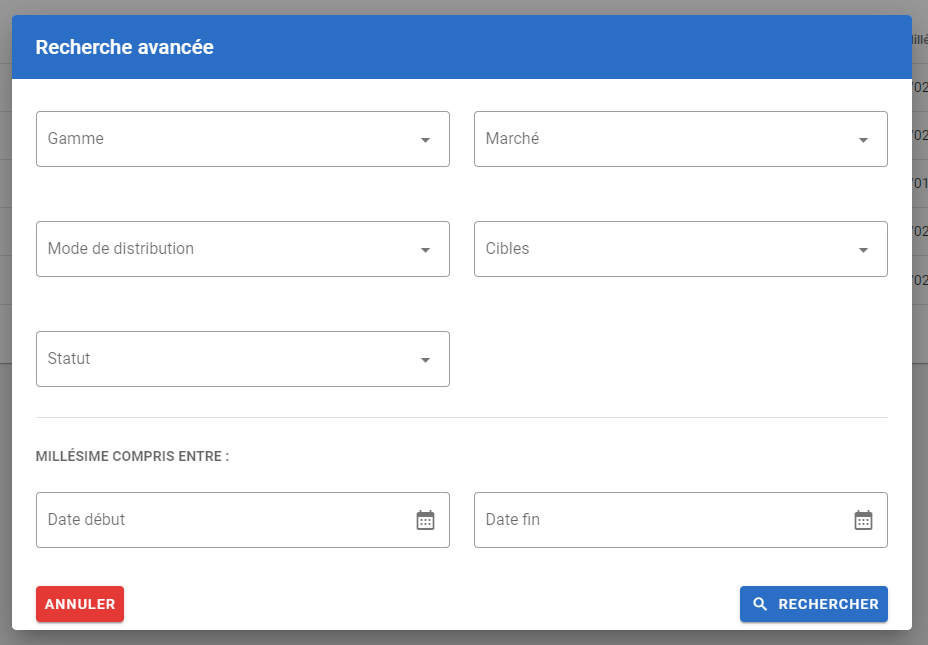 Recherche avancée
Gamme
Marché
Mode de distribution
Cibles
Statut
MILLÉSIME COMPRIS ENTRE :
Date début
Date fin
ANNULER
RECHERCHER